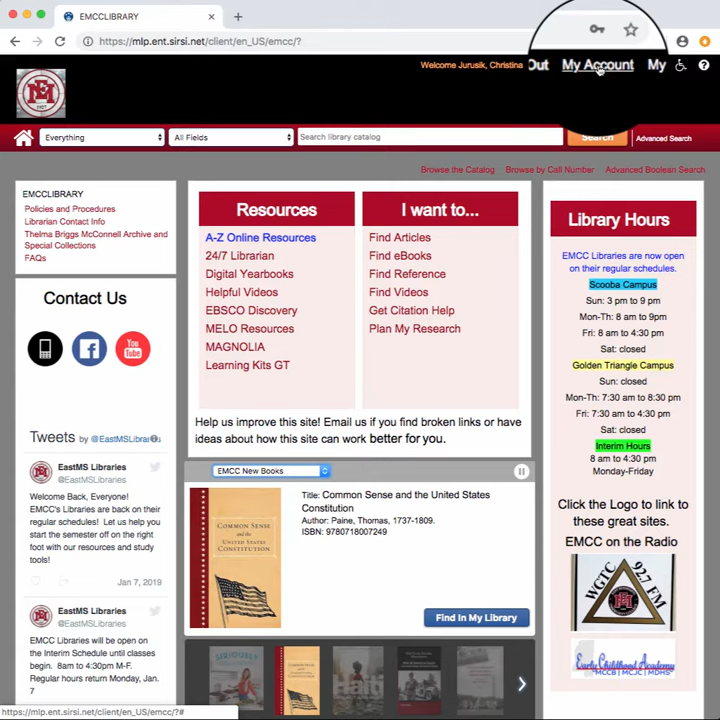 EMCCLIBRARY
https://mlp.ent.sirsi.net/client/en_US/emcc/?
Welcome Jurusik, Christina Out My Account My
Everything All Fields Search library catalog Search Advanced Search
Browse the Catalog Browse by Call Number Advanced Boolean Search
EMCCLIBRARY
Policies and Procedures
Librarian Contact Info
Thelma Briggs McConnell Archive and
Special Collections
FAQs
Contact Us
You
Tube
Tweets by @EastMSLibraries
EastMS Libraries
@EastMSLibraries
Welcome Back, Everyone!
EMCC's Libraries are back on their
regular schedules! Let us help you
start the semester off on the right
foot with our resources and study
tools!
Jan 7, 2019
EastMS Libraries
@EastMSLibraries
EMCC Libraries will be open on
the Interim Schedule until classes
begin. 8am to 4:30pm M-F.
Regular hours return Monday, Jan.
7
https://mlp.ent.sirsi.net/client/en_US/emcc/?#
Resources
A-Z Online Resources
24/7 Librarian
Digital Yearbooks
Helpful Videos
EBSCO Discovery
MELO Resources
MAGNOLIA
Learning Kits GT
I want to...
Find Articles
Find eBooks
Find Reference
Find Videos
Get Citation Help
Plan My Research
Help us improve this site! Email us if you find broken links or have
ideas about how this site can work better for you.
EMCC New Books
COMMON SENSE
AND THE
UNITED STATES
CONSTITUTION
Title: Common Sense and the United States
Constitution
Author: Paine, Thomas, 1737-1809.
ISBN: 9780718007249
Find In My Library
Library Hours
EMCC Libraries are now open
on their regular schedules.
Scooba Campus
Sun: 3 pm to 9 pm
Mon-Th: 8 am to 9pm
Fri: 8 am to 4:30 pm
Sat: closed
Golden Triangle Campus
Sun: closed
Mon-Th: 7:30 am to 8:30 pm
Fri: 7:30 am to 4:30 pm
Sat: closed
Interim Hours
8 am to 4:30 pm
Monday-Friday
Click the Logo to link to
these great sites.
EMCC on the Radio
WGTC 92.7 FM
Early Childhood Academy
MCCB | MCJC | MDHS